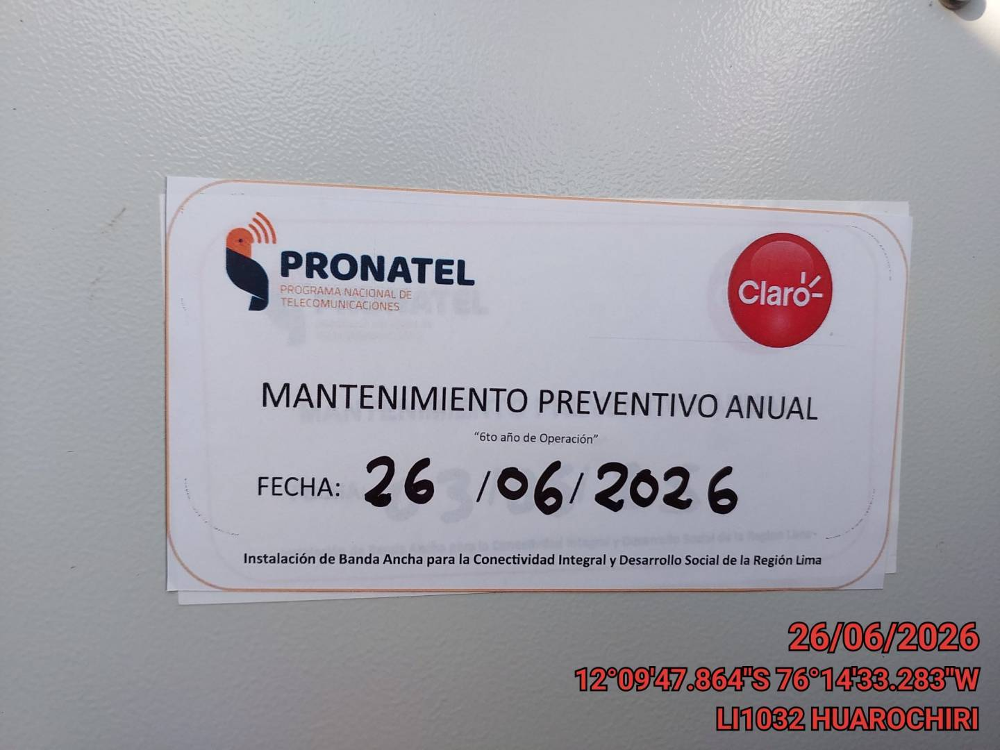 PRONATEL
PROGRAMA NACIONAL DE
TELECOMUNICACIONES
Claro
MANTENIMIENTO PREVENTIVO ANUAL
“6to año de Operación”
FECHA: 26 /06/2026
Instalación de Banda Ancha para la Conectividad Integral y Desarrollo Social de la Región Lima
26/06/2026
12°09'47.864"S 76°14'33.283"W
LI1032 HUAROCHIRI